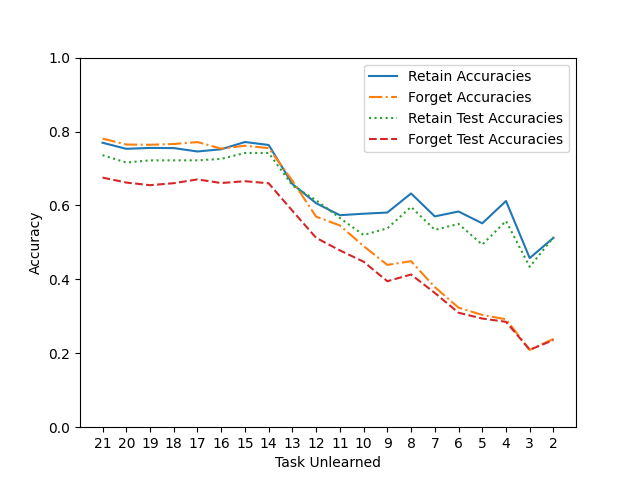 1.0
0.8
0.6
0.4
0.2
0.0
Accuracy
Retain Accuracies
Forget Accuracies
Retain Test Accuracies
Forget Test Accuracies
21 20 19 18 17 16 15 14 13 12 11 10 9 8 7 6 5 4 3 2
Task Unlearned